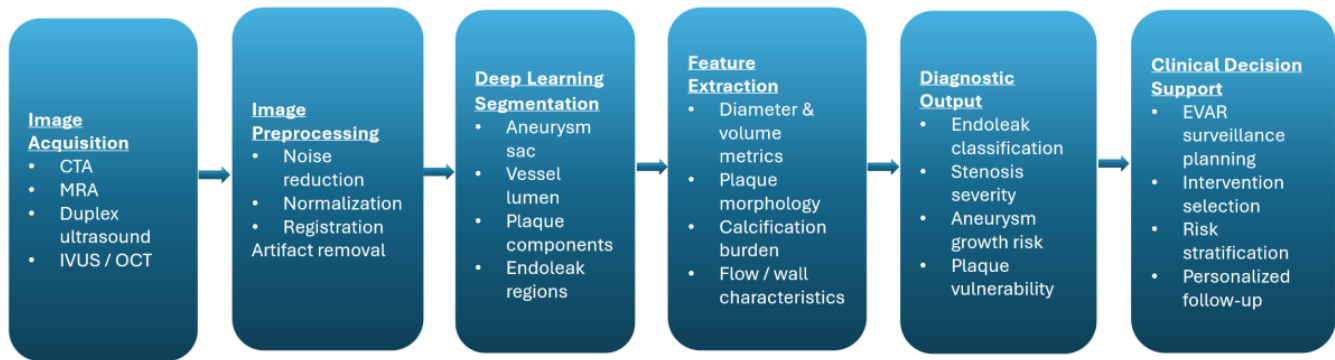 Image
Acquisition
• CTA
• MRA
• Duplex
ultrasound
• IVUS / OCT
Image
Preprocessing
• Noise
reduction
• Normalization
• Registration
Artifact removal
Deep Learning
Segmentation
• Aneurysm
sac
• Vessel
lumen
• Plaque
components
• Endoleak
regions
Feature
Extraction
• Diameter &
volume
metrics
• Plaque
morphology
• Calcification
burden
• Flow / wall
characteristics
Diagnostic
Output
• Endoleak
classification
• Stenosis
severity
• Aneurysm
growth risk
• Plaque
vulnerability
Clinical Decision
Support
• EVAR
surveillance
planning
• Intervention
selection
• Risk
stratification
• Personalized
follow-up